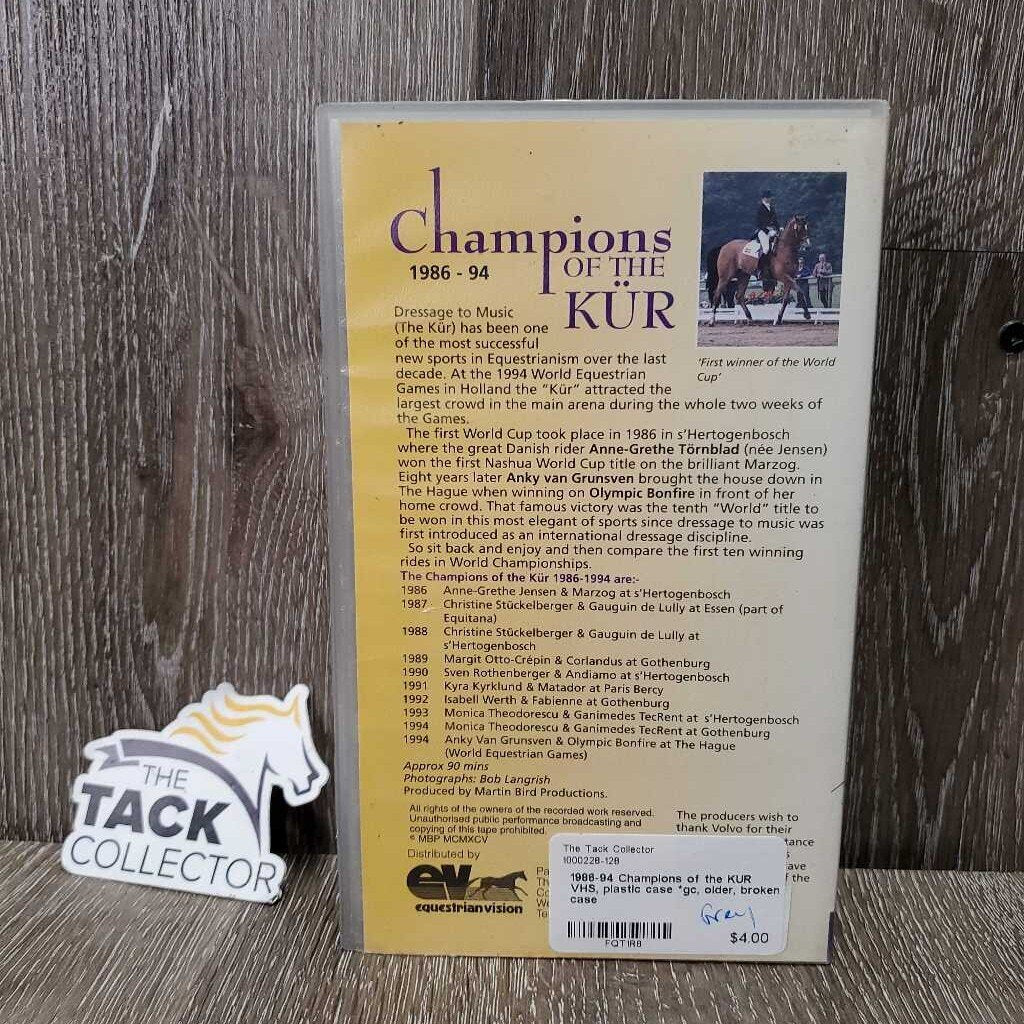 Champions
OF THE
KÜR
1986 - 94
'First winner of the World
Cup'
Dressage to Music
(The Kür) has been one
of the most successful
new sports in Equestrianism over the last
decade. At the 1994 World Equestrian
Games in Holland the "Kür" attracted the
largest crowd in the main arena during the whole two weeks of
the Games.
The first World Cup took place in 1986 in s'Hertogenbosch
where the great Danish rider Anne-Grethe Törnblad (née Jensen)
won the first Nashua World Cup title on the brilliant Marzog.
Eight years later Anky van Grunsven brought the house down in
The Hague when winning on Olympic Bonfire in front of her
home crowd. That famous victory was the tenth "World" title to
be won in this most elegant of sports since dressage to music was
first introduced as an international dressage discipline.
So sit back and enjoy and then compare the first ten winning
rides in World Championships.
The Champions of the Kür 1986-1994 are:-
1986 Anne-Grethe Jensen & Marzog at s'Hertogenbosch
1987 Christine Stückelberger & Gauguin de Lully at Essen (part of
Equitana)
1988 Christine Stückelberger & Gauguin de Lully at
s'Hertogenbosch
1989 Margit Otto-Crépin & Corlandus at Gothenburg
1990 Sven Rothenberger & Andiamo at s'Hertogenbosch
1991 Kyra Kyrklund & Matador at Paris Bercy
1992 Isabell Werth & Fabienne at Gothenburg
1993 Monica Theodorescu & Ganimedes TecRent at s'Hertogenbosch
1994 Monica Theodorescu & Ganimedes TecRent at Gothenburg
1994 Anky Van Grunsven & Olympic Bonfire at The Hague
(World Equestrian Games)
Approx 90 mins
Photographs: Bob Langrish
Produced by Martin Bird Productions.
All rights of the owners of the recorded work reserved.
Unauthorised public performance broadcasting and
copying of this tape prohibited.
© MBP MCMXCV
Distributed by
ev
equestrianvision
The producers wish to
thank Volvo for their
The Tack Collector
1000228-128
1986-94 Champions of the KUR
VHS, plastic case *gc, older, broken
case
Grey
FQT1R8
$4.00
THE
TACK
COLLECTOR